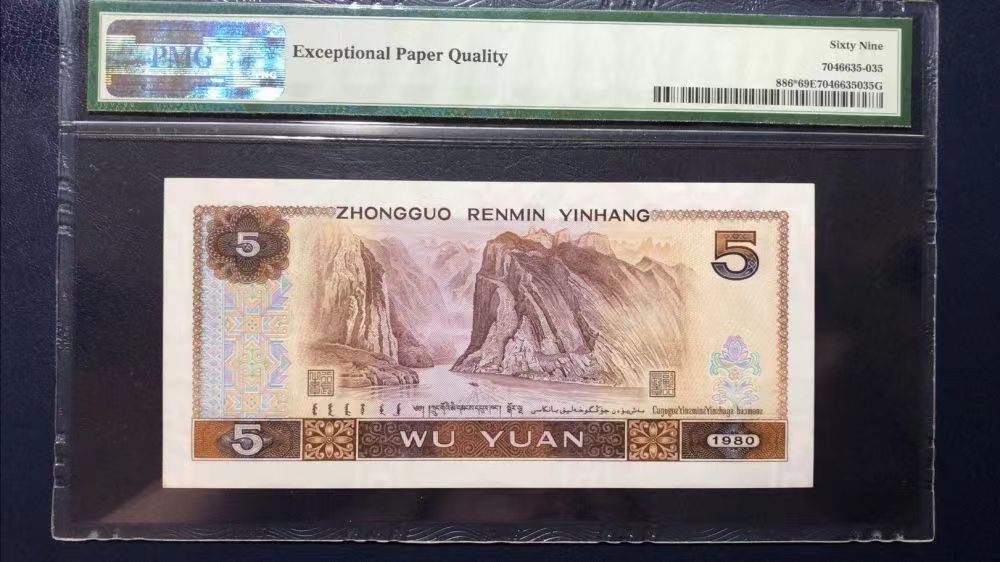 PMG
Exceptional Paper Quality
Sixty Nine
7046635-035
886*69E7046635035G
ZHONGGUO RENMIN YINHANG
5
5
5
WU YUAN
1980